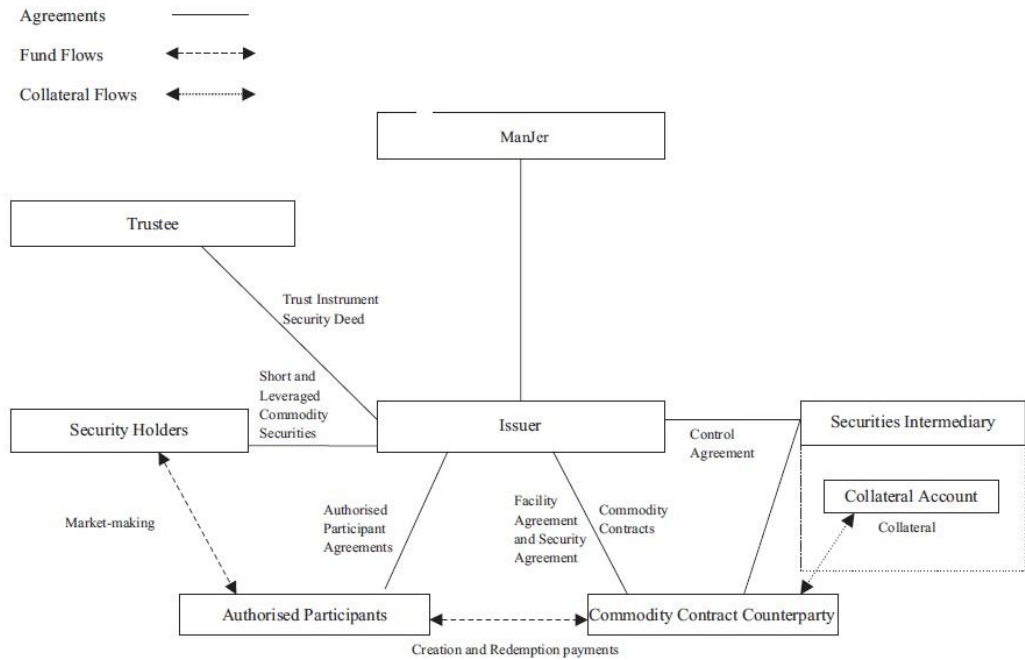 Agreements
Fund Flows
Collateral Flows
ManJer
Trustee
Trust Instrument
Security Deed
Short and
Leveraged
Commodity
Securities
Security Holders
Issuer
Control
Agreement
Securities Intermediary
Collateral Account
Collateral
Market-making
Authorised
Participant
Agreements
Facility
Agreement
and Security
Agreement
Commodity
Contracts
Authorised Participants
Commodity Contract Counterparty
Creation and Redemption payments